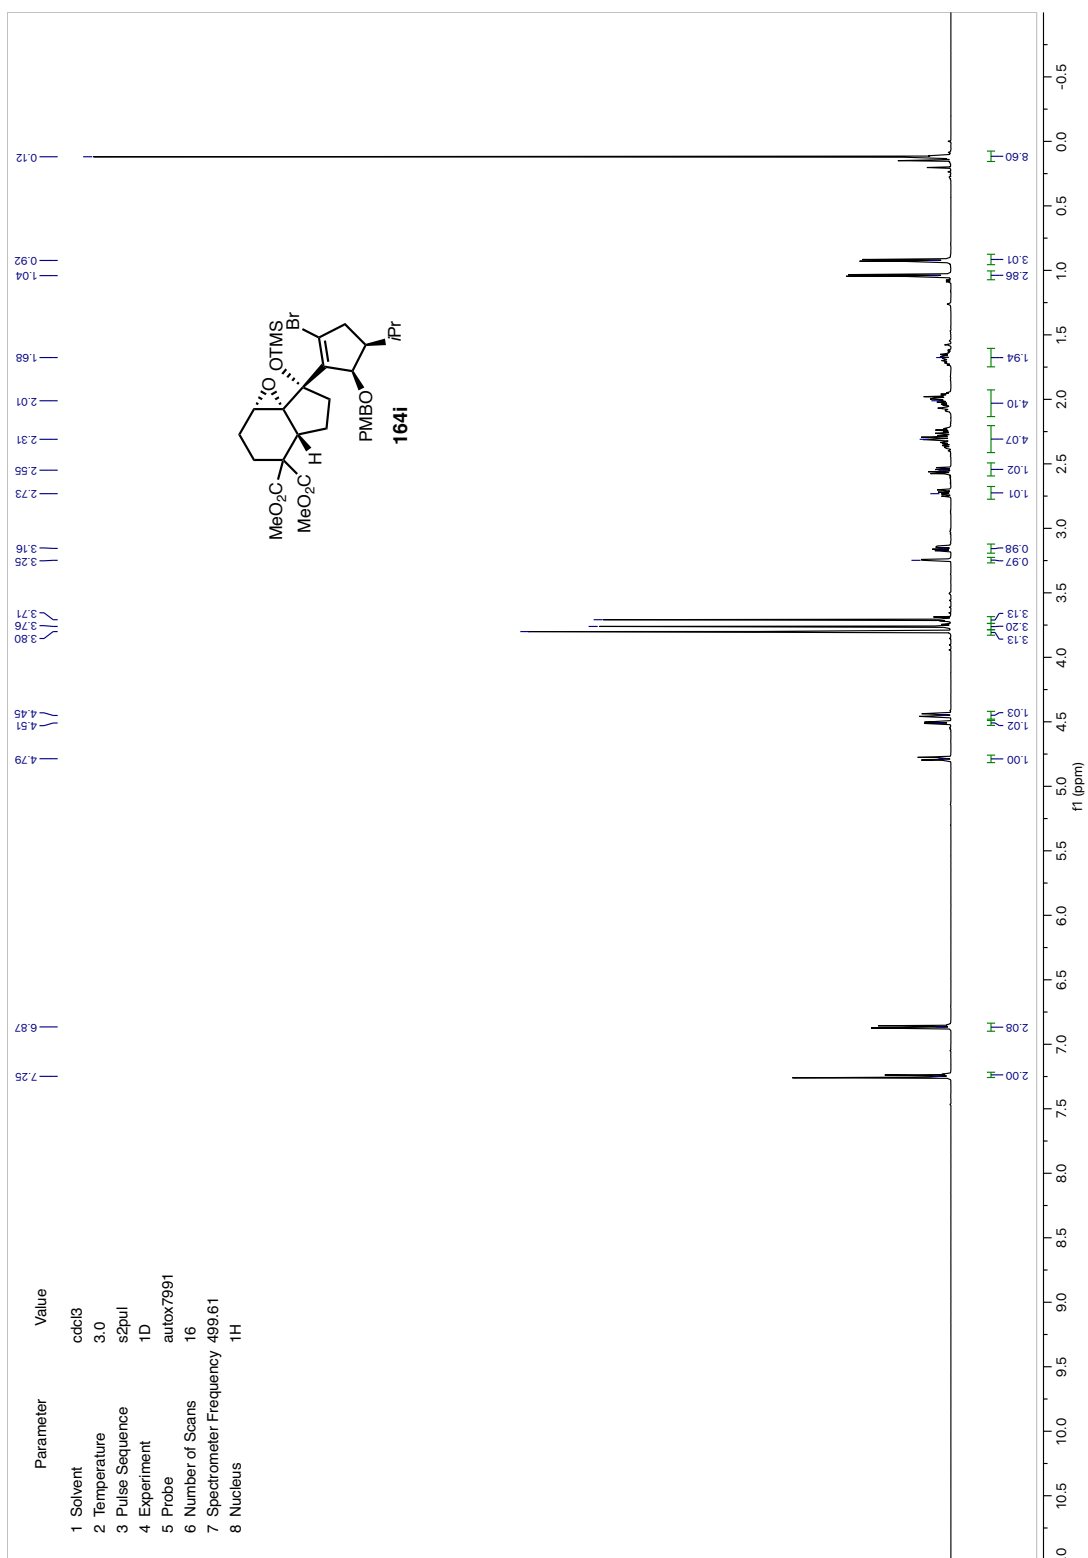 Parameter Value
1 Solvent cdcl3
2 Temperature 3.0
3 Pulse Sequence s2pul
4 Experiment 1D
5 Probe autox7991
6 Number of Scans 16
7 Spectrometer Frequency 499.61
8 Nucleus 1H
MeO2C
MeO2C
H
O
OTMS
Br
iPr
PMBO
164i
7.25
6.87
4.79
4.51
4.45
3.80
3.76
3.71
3.25
3.16
2.73
2.55
2.31
2.01
1.68
1.04
0.92
0.12
2.00
2.08
1.00
1.02
1.03
3.13
3.20
3.13
0.97
0.98
1.01
1.02
4.07
4.10
1.94
2.86
3.01
8.60
0 10.5 10.0 9.5 9.0 8.5 8.0 7.5 7.0 6.5 6.0 5.5 5.0 4.5 4.0 3.5 3.0 2.5 2.0 1.5 1.0 0.5 0.0 -0.5
f1 (ppm)